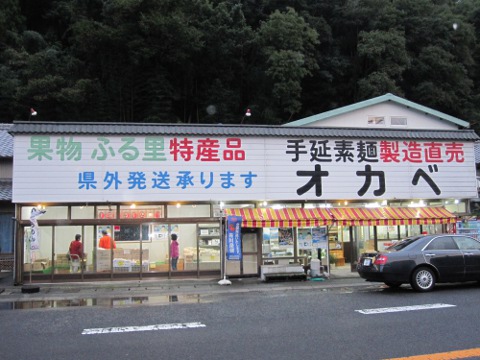 果物 ふる里特産品
県外発送承ります
手延素麺製造直売
オカベ